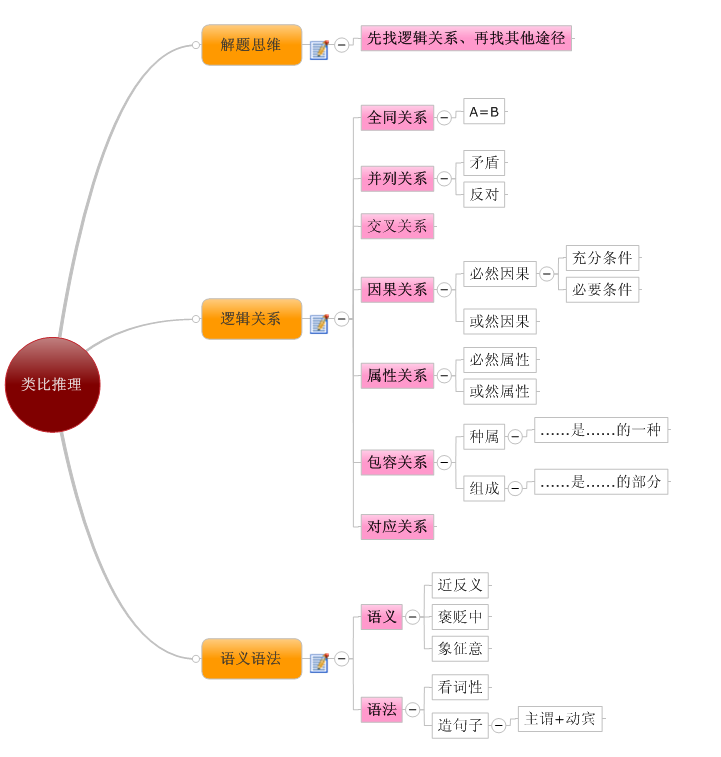 类比推理
解题思维
先找逻辑关系、再找其他途径
逻辑关系
全同关系
A=B
并列关系
矛盾
反对
交叉关系
因果关系
必然因果
充分条件
必要条件
或然因果
属性关系
必然属性
或然属性
包容关系
种属
……是……的一种
组成
……是……的部分
对应关系
语义语法
语义
近反义
褒贬中
象征意
语法
看词性
造句子
主谓+动宾